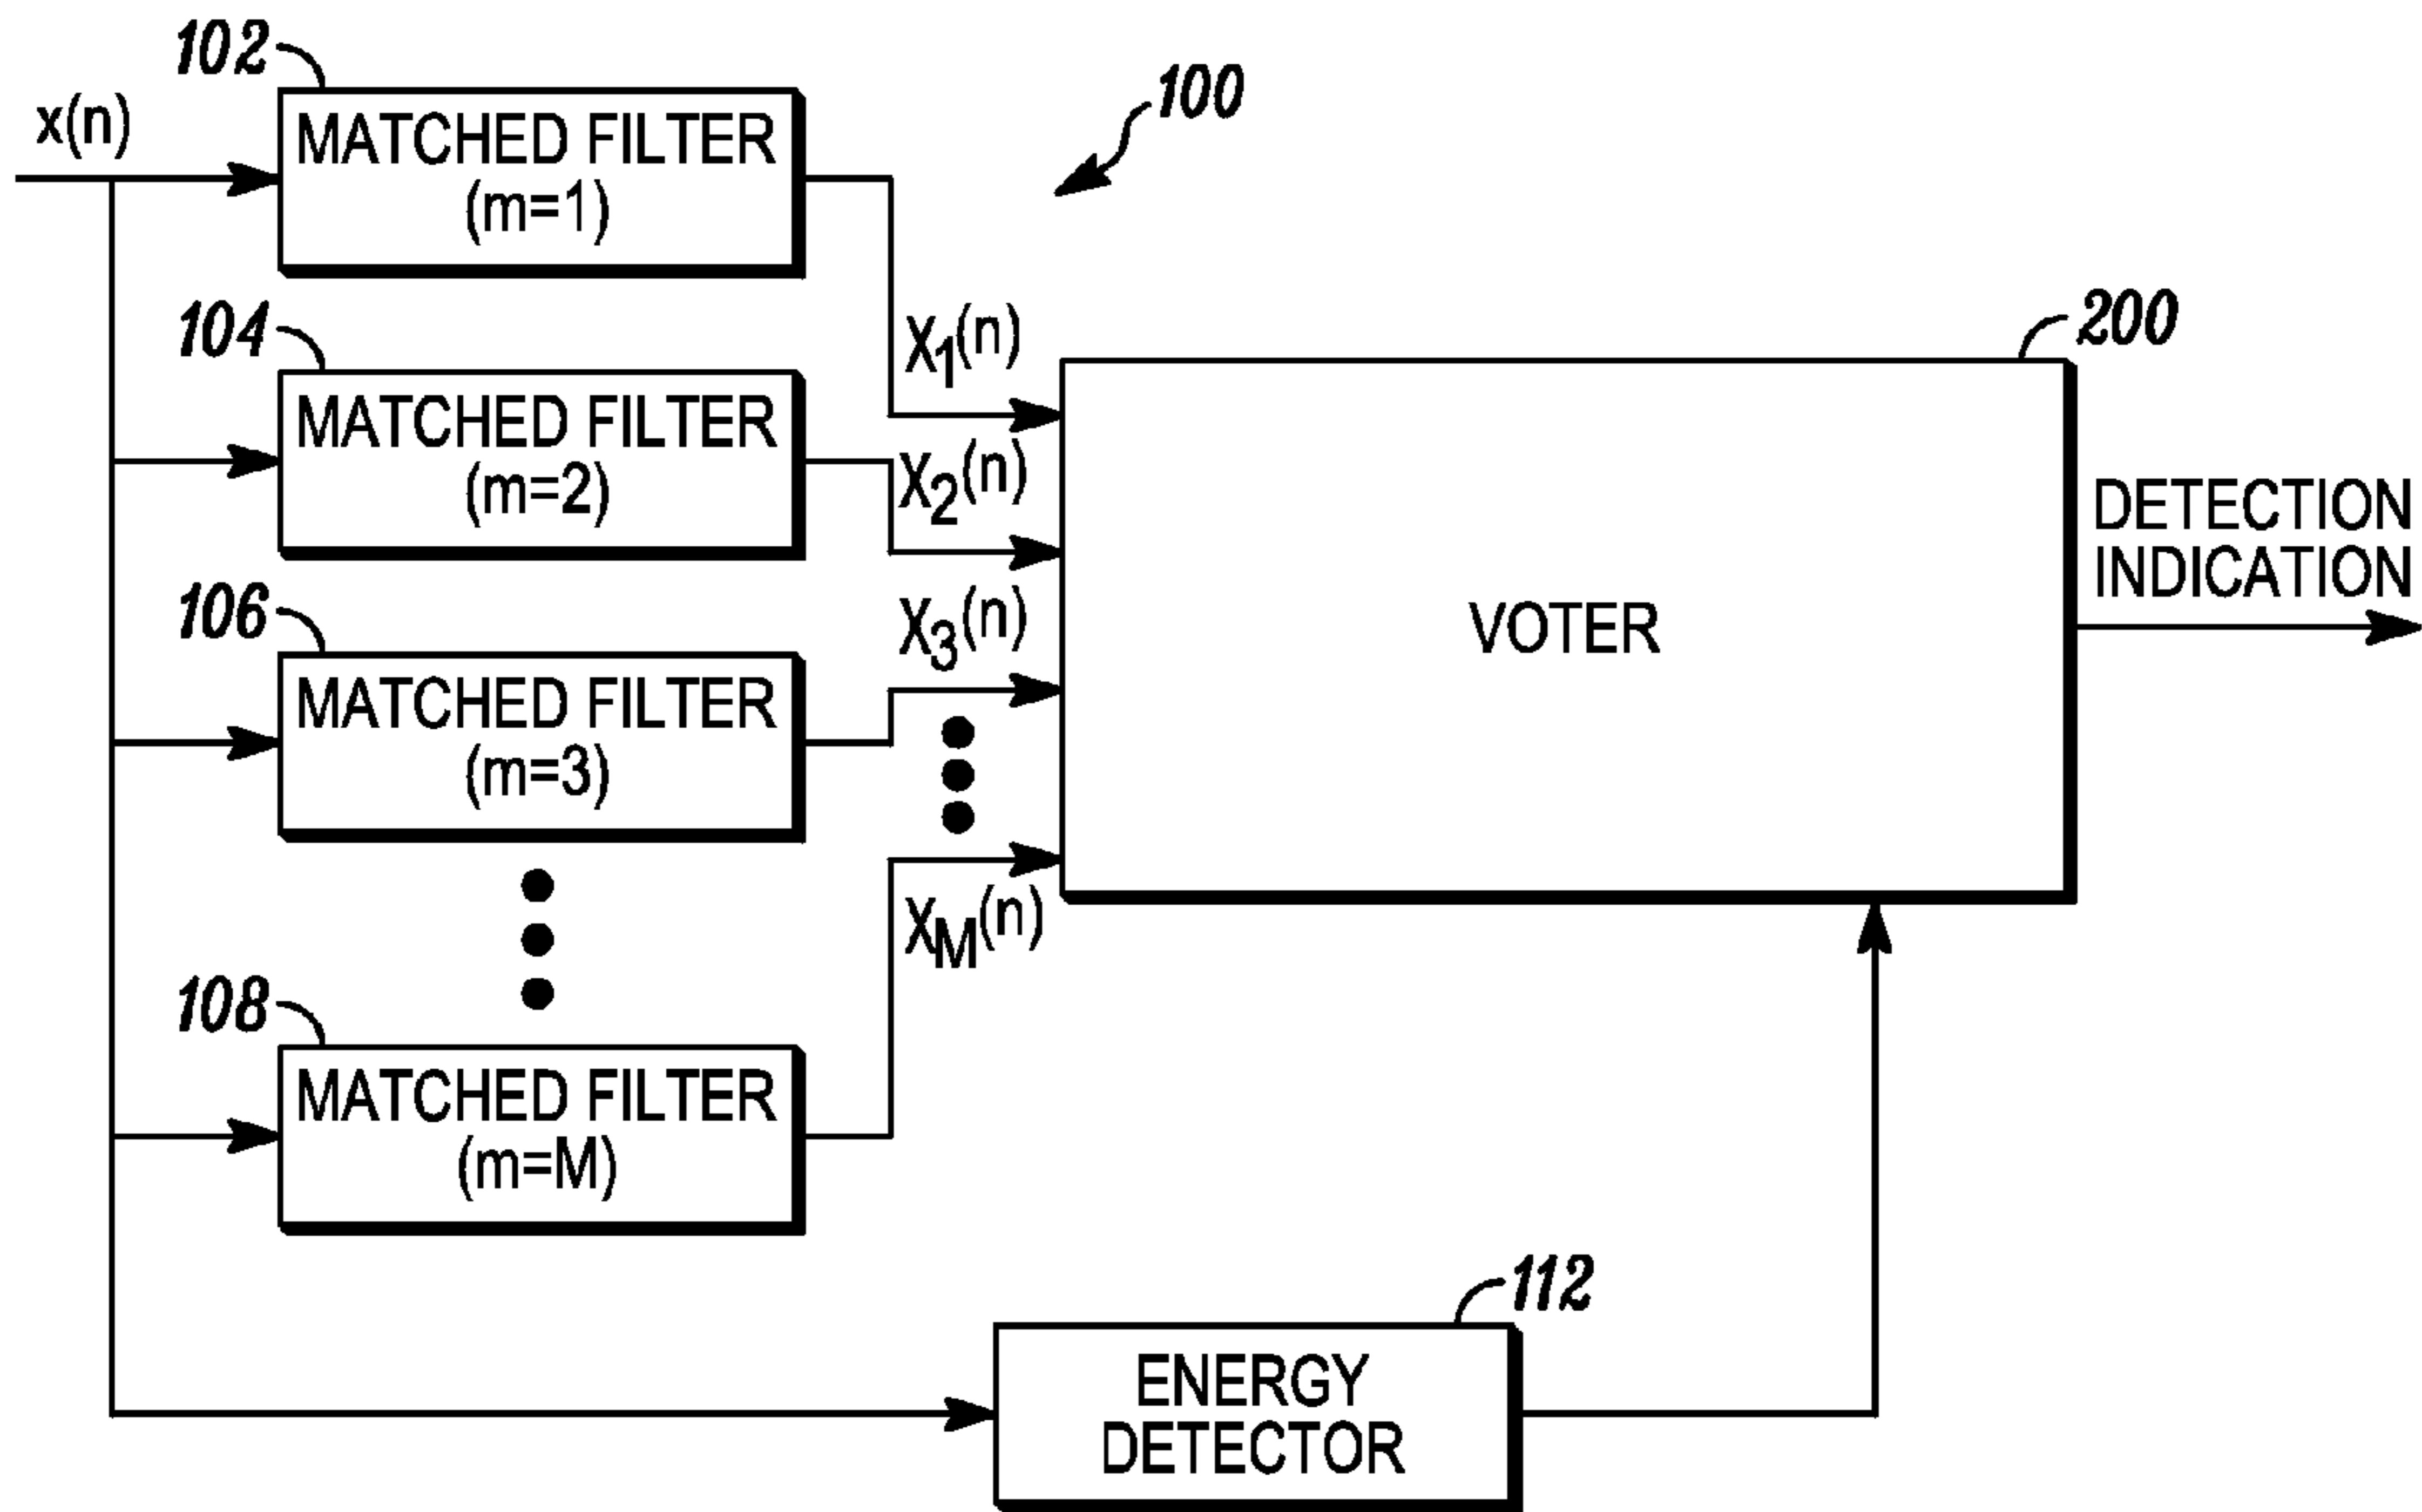 102
x(n)
MATCHED FILTER
(m=1)
100
104
MATCHED FILTER
(m=2)
106
MATCHED FILTER
(m=3)
108
MATCHED FILTER
(m=M)
X1(n)
X2(n)
X3(n)
XM(n)
200
VOTER
DETECTION
INDICATION
112
ENERGY
DETECTOR